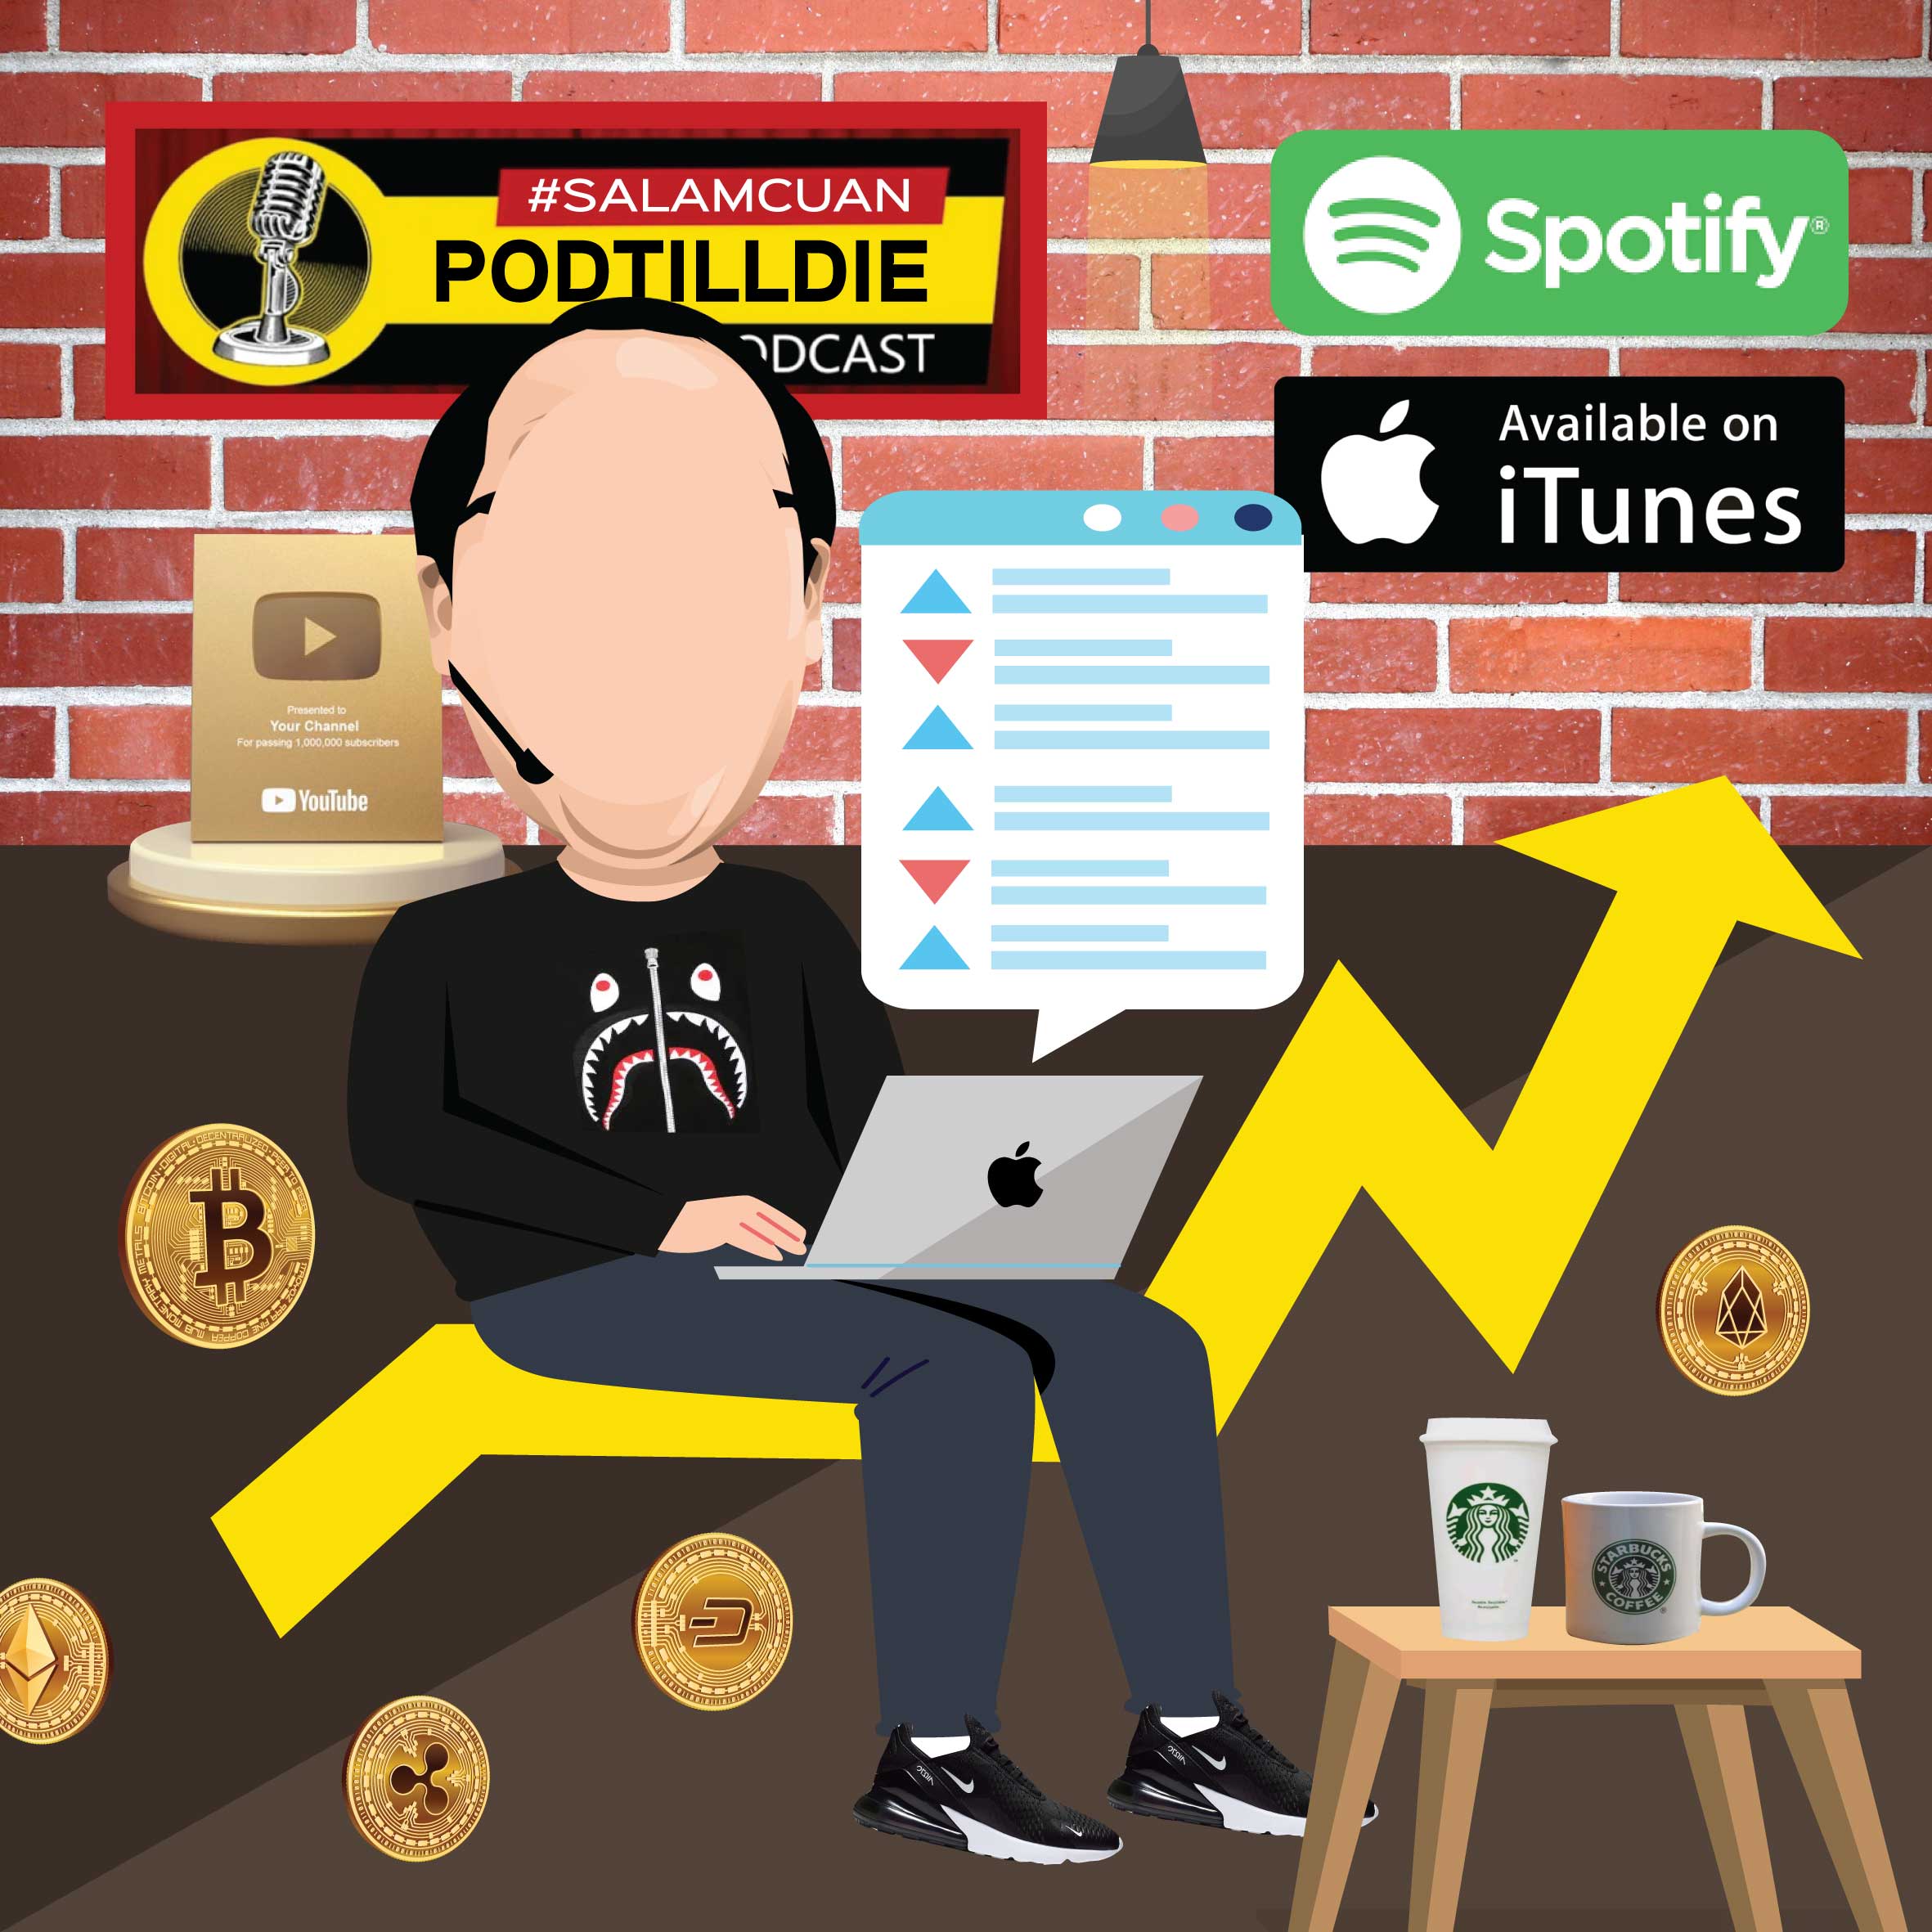 #SALAMCUAN
PODTILLDIE
ODCAST
Spotify®
Available on
iTunes
Presented to
Your Channel
For passing 1,000,000 subscribers
YouTube
STARBUCKS
COFFEE